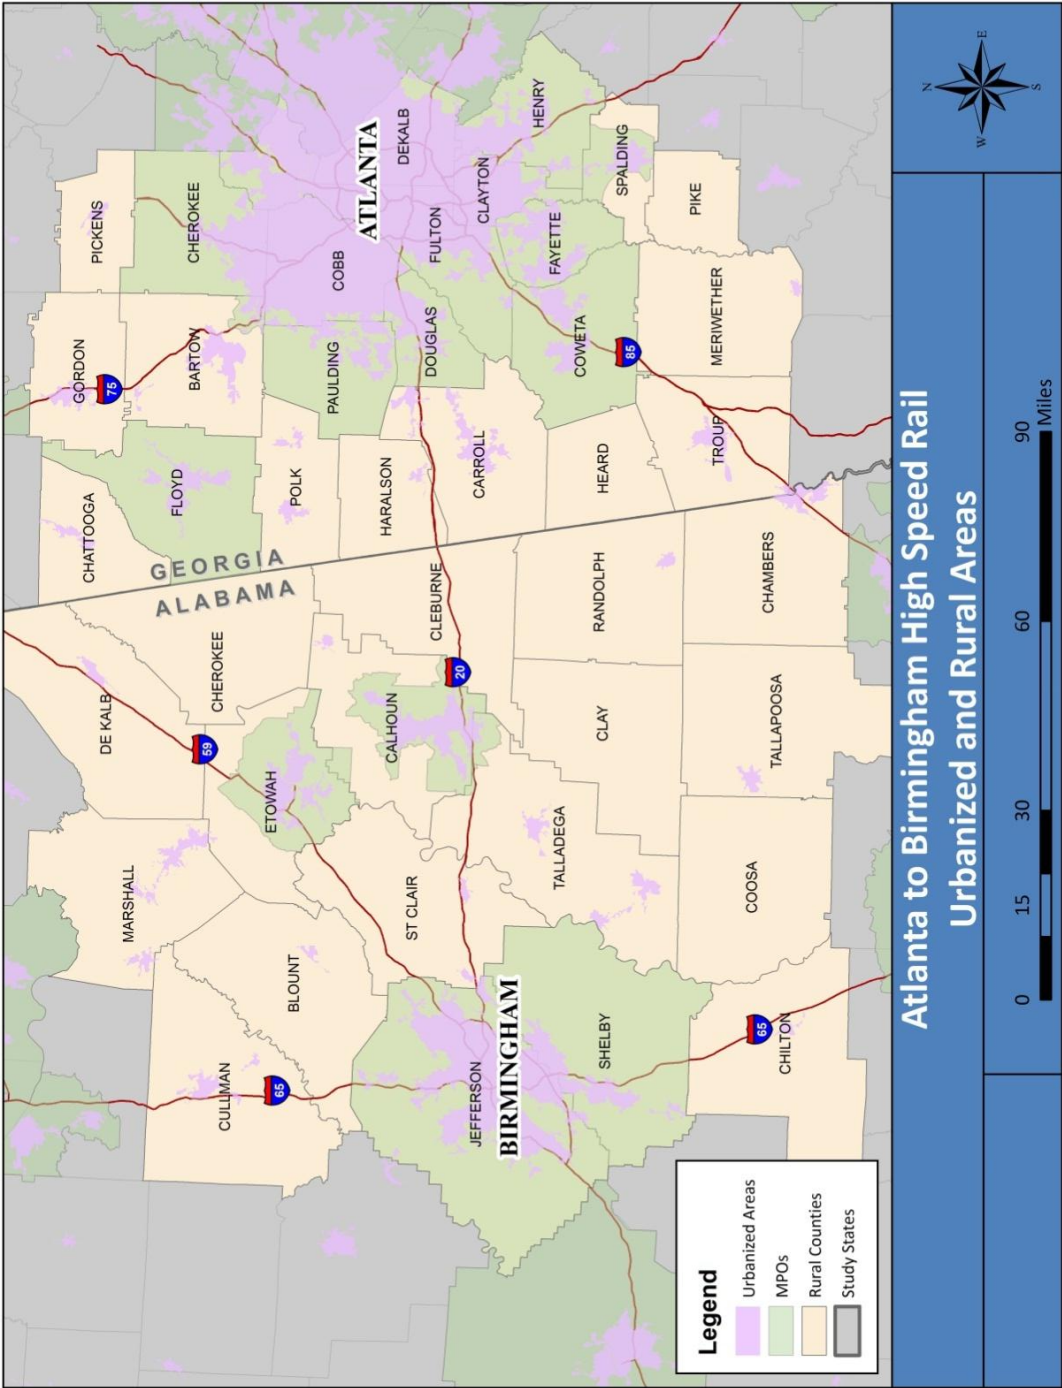 PICKENS
GORDON
75
CHEROKEE
BARTOW
CHATTOOGA
FLOYD
PAULDING
POLK
HARALSON
COBB
ATLANTA
DEKALB
FULTON
DOUGLAS
CLAYTON
HENRY
CARROLL
FAYETTE
COWETA
85
SPALDING
PIKE
HEARD
MERIWETHER
TROUP
GEORGIA
ALABAMA
DE KALB
CHEROKEE
59
MARSHALL
ETOWAH
CLEBURNE
20
CALHOUN
CULLMAN
65
BLOUNT
ST CLAIR
RANDOLPH
CLAY
CHAMBERS
TALLADEGA
TALLAPOOSA
COOSA
JEFFERSON
BIRMINGHAM
SHELBY
65
CHILTON
Legend
Urbanized Areas
MPOs
Rural Counties
Study States
Atlanta to Birmingham High Speed Rail
Urbanized and Rural Areas
0 15 30 60 90
Miles
N
W E
S